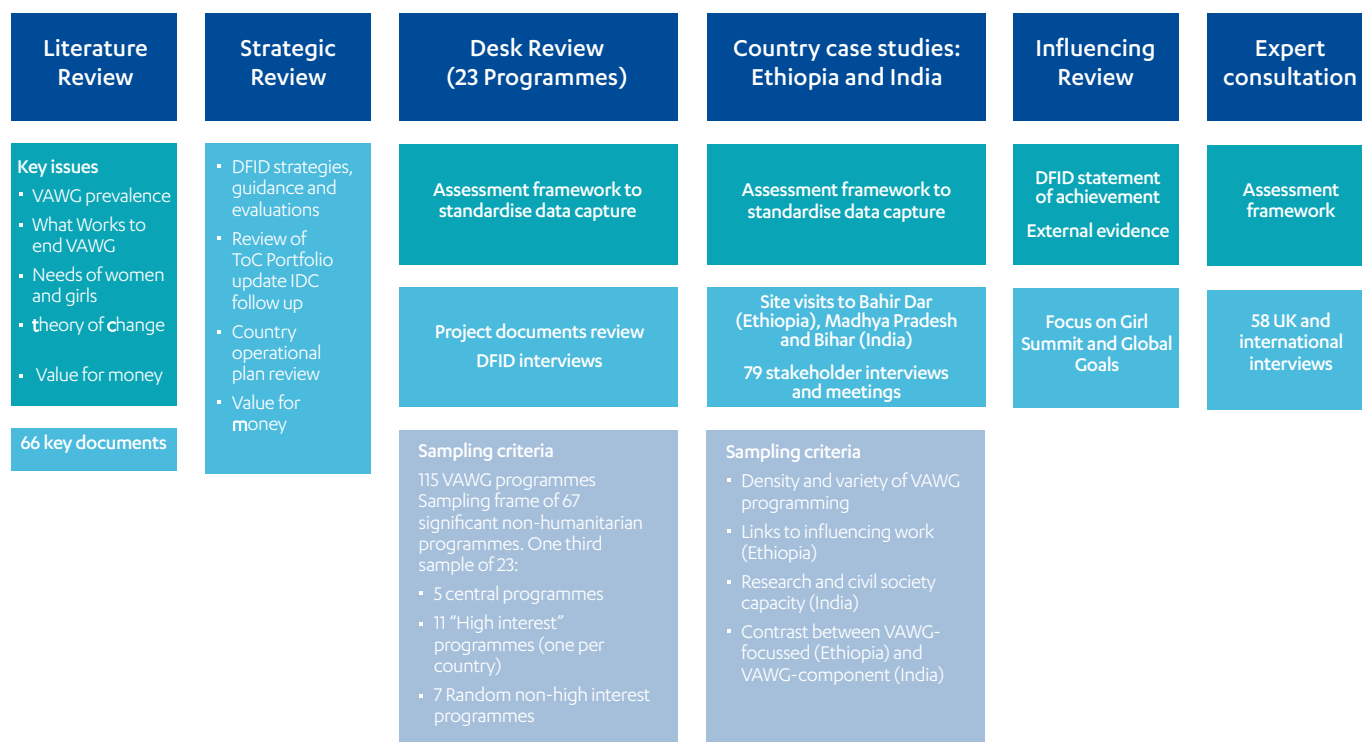 Literature
Review
Key issues
▪ VAWG prevalence
▪ What Works to
end VAWG
▪ Needs of women
and girls
▪ theory of change
▪ Value for money
66 key documents
Strategic
Review
▪ DFID strategies,
guidance and
evaluations
▪ Review of
ToC Portfolio
update IDC
follow up
▪ Country
operational
plan review
▪ Value for
money
Desk Review
(23 Programmes)
Assessment framework to
standardise data capture
Project documents review
DFID interviews
Sampling criteria
115 VAWG programmes
Sampling frame of 67
significant non-humanitarian
programmes. One third
sample of 23:
▪ 5 central programmes
▪ 11 “High interest”
programmes (one per
country)
▪ 7 Random non-high interest
programmes
Country case studies:
Ethiopia and India
Assessment framework to
standardise data capture
Site visits to Bahir Dar
(Ethiopia), Madhya Pradesh
and Bihar (India)
79 stakeholder interviews
and meetings
Sampling criteria
▪ Density and variety of VAWG
programming
▪ Links to influencing work
(Ethiopia)
▪ Research and civil society
capacity (India)
▪ Contrast between VAWG-
focussed (Ethiopia) and
VAWG-component (India)
Influencing
Review
DFID statement
of achievement
External evidence
Focus on Girl
Summit and Global
Goals
Expert
consultation
Assessment
framework
58 UK and
international
interviews